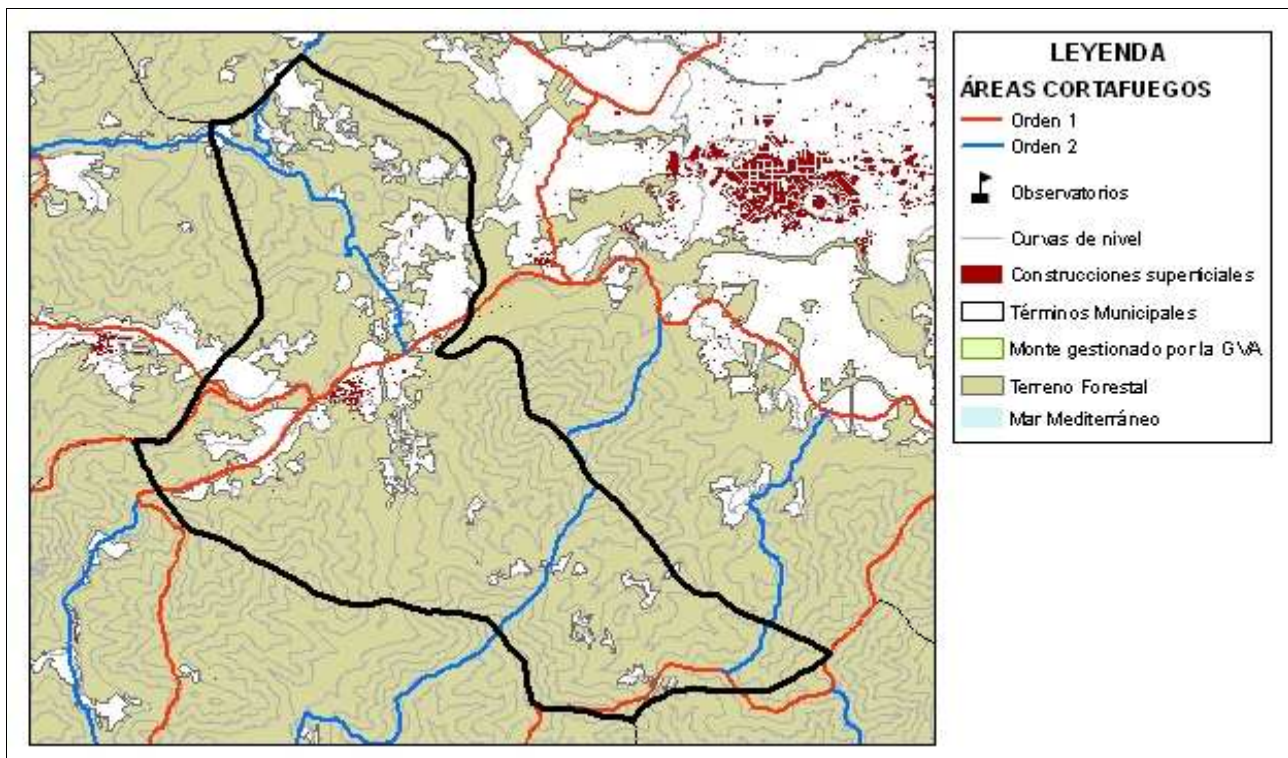 LEYENDA
ÁREAS CORTAFUEGOS
Orden 1
Orden 2
Observatorios
Curvas de nivel
Construcciones superficiales
Términos Municipales
Monte gestionado por la GVA
Terreno Forestal
Mar Mediterráneo